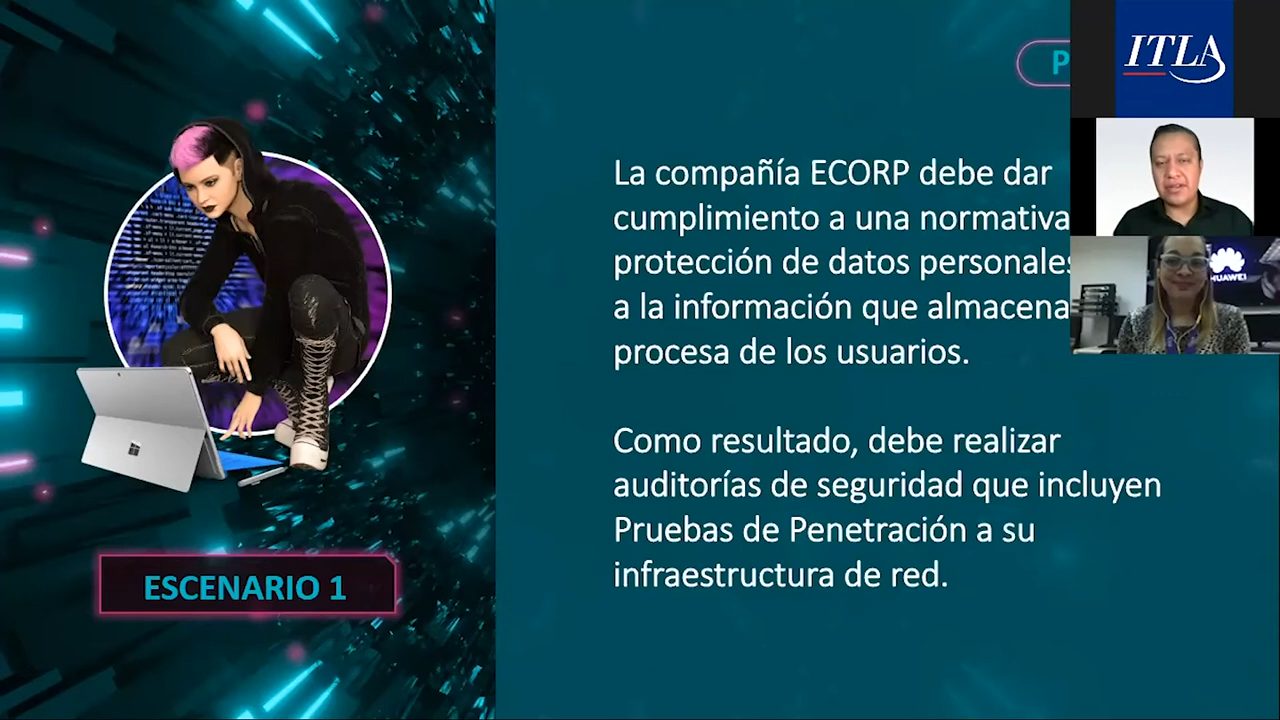 ITLA
P
La compañía ECORP debe dar
cumplimiento a una normativa
protección de datos personales
a la información que almacena
procesa de los usuarios.
HUAWEI
Como resultado, debe realizar
auditorías de seguridad que incluyen
Pruebas de Penetración a su
infraestructura de red.
ESCENARIO 1